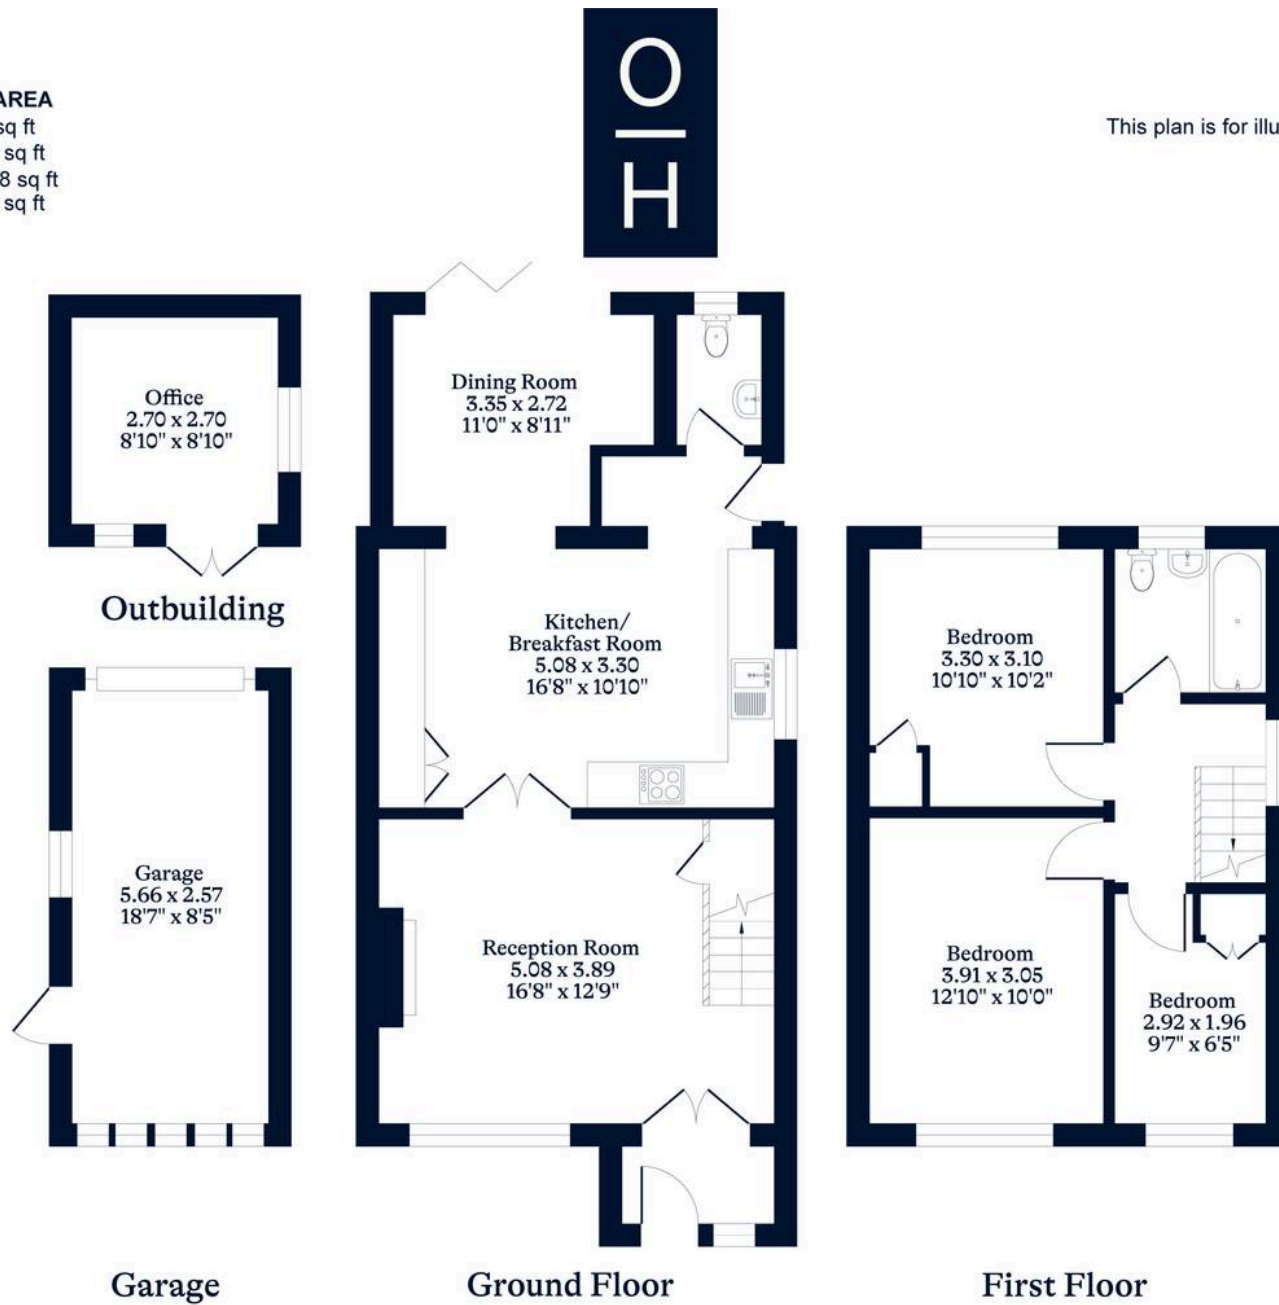 AREA
sq ft
sq ft
8 sq ft
sq ft
O
H
This plan is for illu
Office
2.70 x 2.70
8'10" x 8'10"
Outbuilding
Dining Room
3.35 x 2.72
11'0" x 8'11"
Kitchen/
Breakfast Room
5.08 x 3.30
16'8" x 10'10"
Bedroom
3.30 x 3.10
10'10" x 10'2"
Garage
5.66 x 2.57
18'7" x 8'5"
Reception Room
5.08 x 3.89
16'8" x 12'9"
Bedroom
3.91 x 3.05
12'10" x 10'0"
Bedroom
2.92 x 1.96
9'7" x 6'5"
Garage
Ground Floor
First Floor